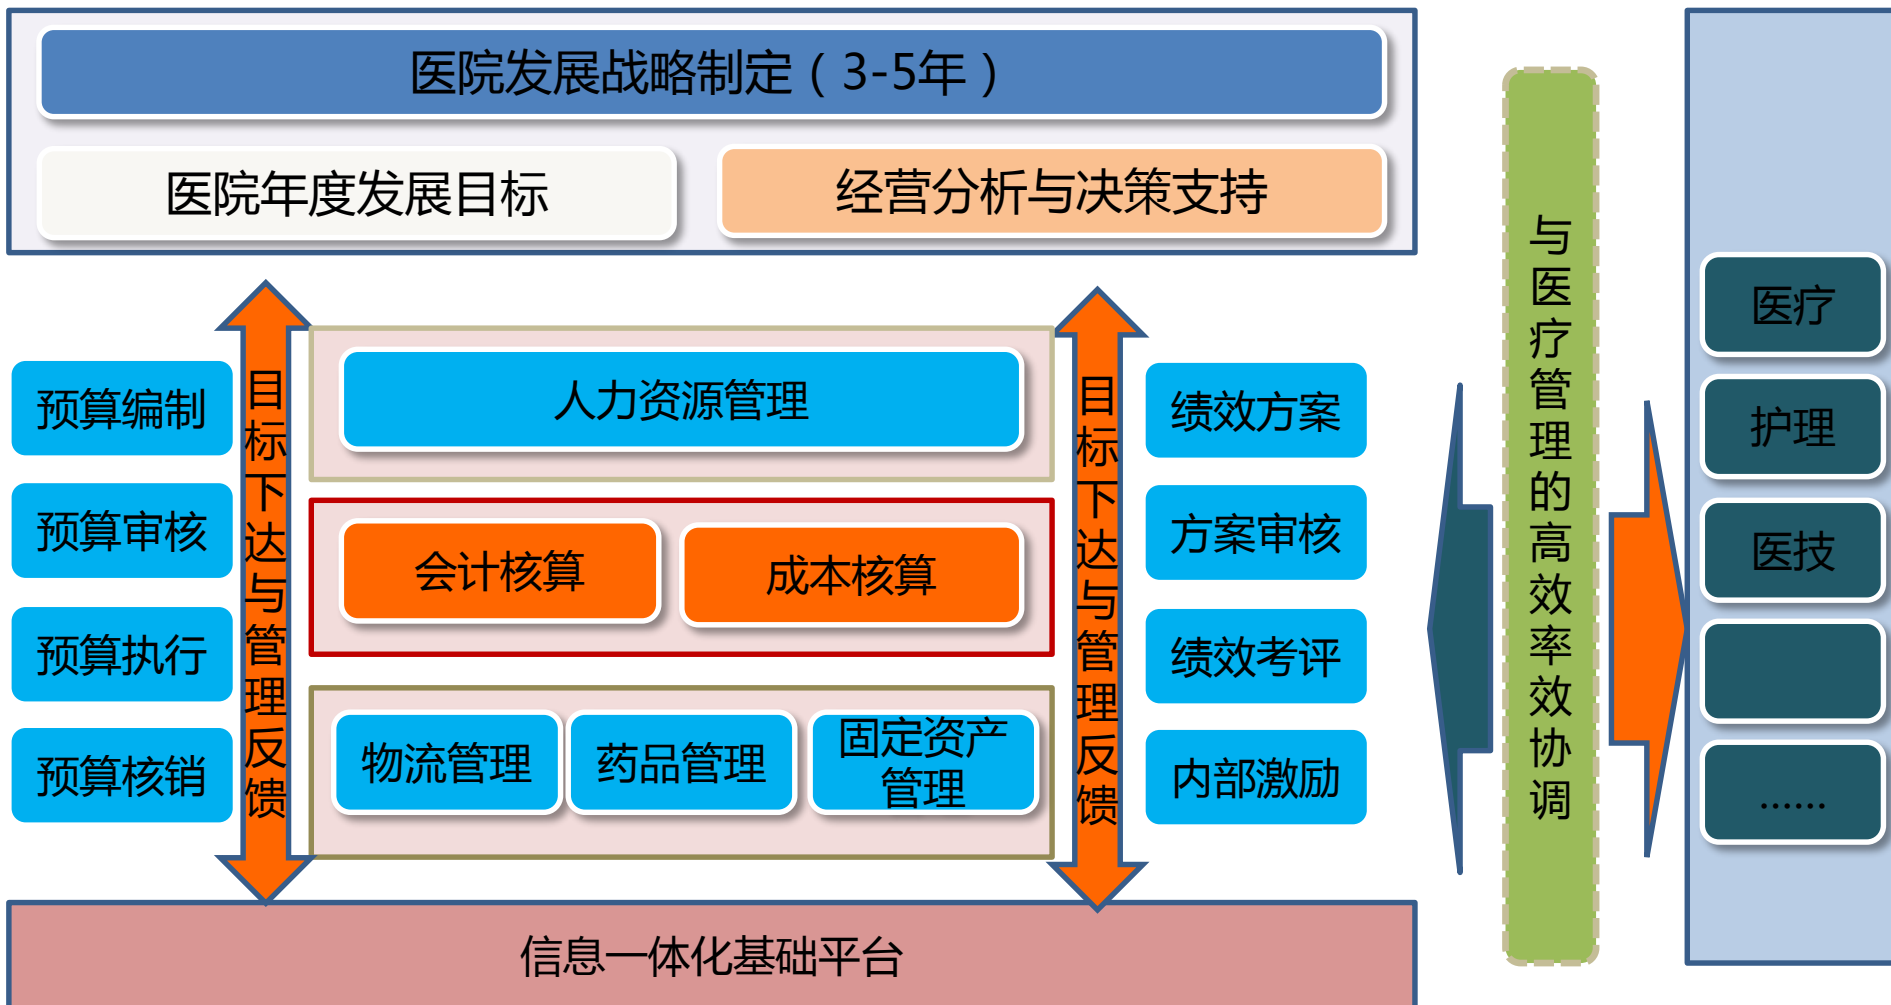 医院发展战略制定（3-5年）
医院年度发展目标
经营分析与决策支持
预算编制
预算审核
预算执行
预算核销
目标下达与管理反馈
人力资源管理
会计核算
成本核算
物流管理
药品管理
固定资产
管理
目标下达与管理反馈
绩效方案
方案审核
绩效考评
内部激励
信息一体化基础平台
与医疗管理的高效率效协调
医疗
护理
医技
......